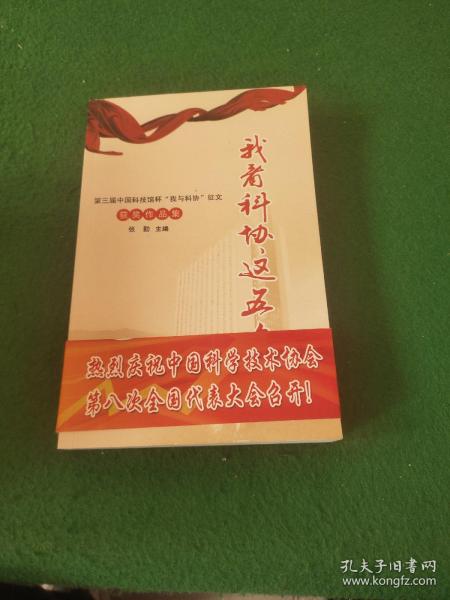 第三届中国科技馆杯“我与科协”征文
获奖作品集
张勤 主编
我看科协这五
热烈庆祝中国科学技术协会
第八次全国代表大会召开！
孔夫子旧书网
www.kongfz.com